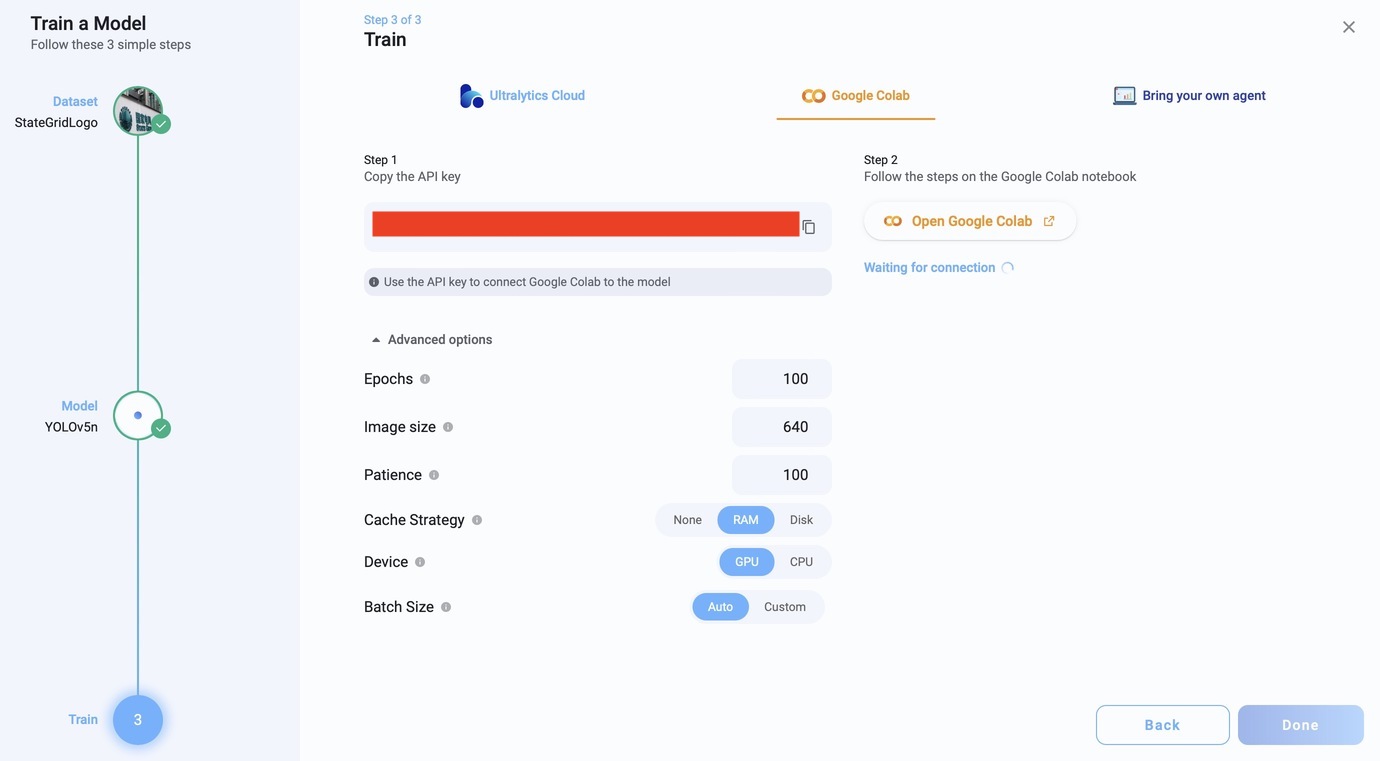 Train a Model
Follow these 3 simple steps
Dataset
StateGridLogo
Model
YOLOv5n
Train
3
Step 3 of 3
Train
Ultralytics Cloud
Google Colab
Bring your own agent
Step 1
Copy the API key
Use the API key to connect Google Colab to the model
Advanced options
Epochs 100
Image size 640
Patience 100
Cache Strategy None RAM Disk
Device GPU CPU
Batch Size Auto Custom
Step 2
Follow the steps on the Google Colab notebook
Open Google Colab
Waiting for connection
Back Done